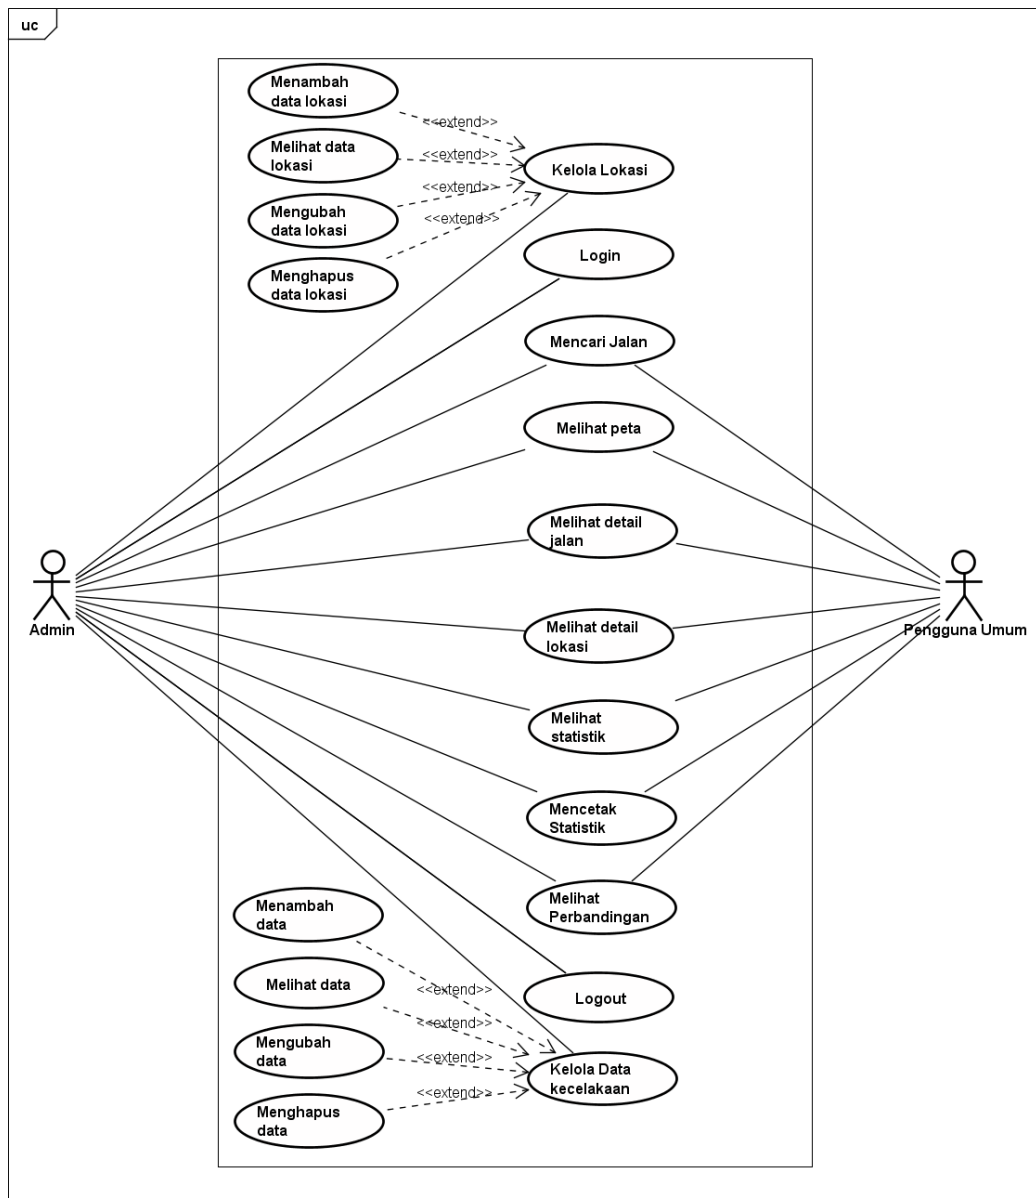 uc
Menambah
data lokasi
<<extend>>
Melihat data
lokasi
<<extend>>
Kelola Lokasi
Mengubah
data lokasi
<<extend>>
<<extend>>
Menghapus
data lokasi
Login
Mencari Jalan
Melihat peta
Melihat detail
jalan
Admin
Pengguna Umum
Melihat detail
lokasi
Melihat
statistik
Mencetak
Statistik
Melihat
Perbandingan
Menambah
data
Melihat data
<<extend>>
Logout
<<extend>>
Mengubah
data
<<extend>>
Kelola Data
kecelakaan
<<extend>>
Menghapus
data